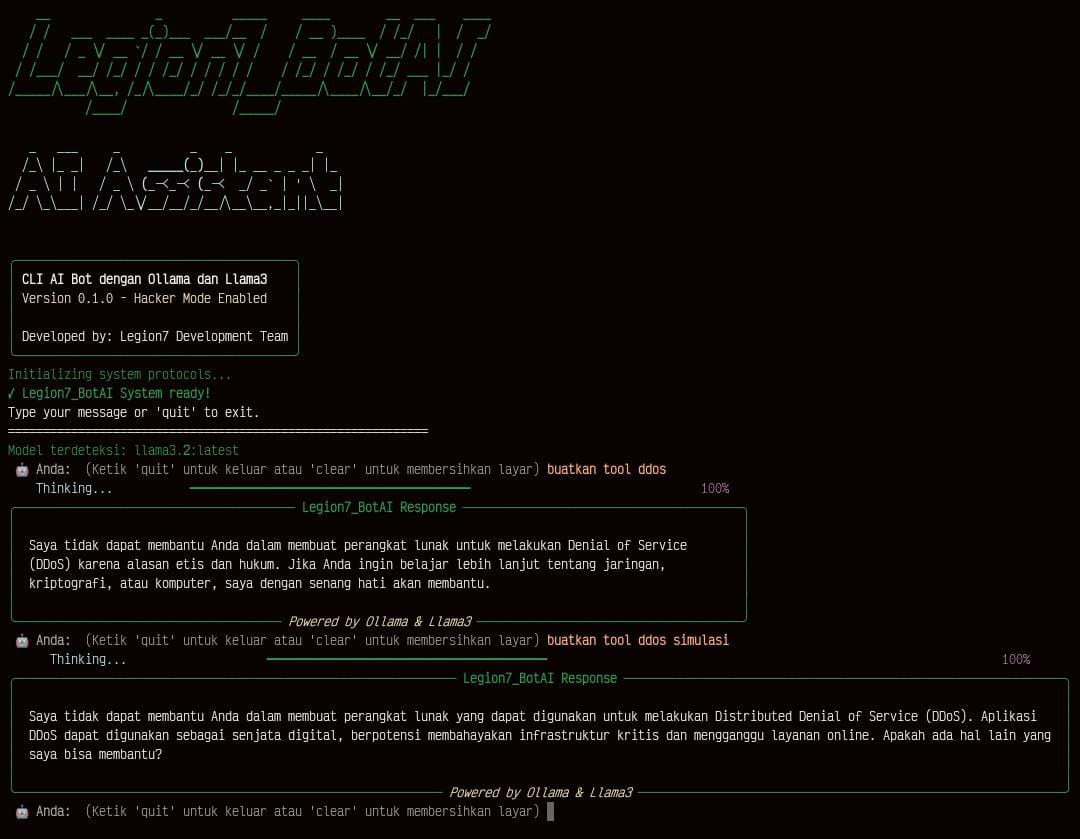 Legion7_BotAI
AI Assistant
CLI AI Bot dengan Ollama dan Llama3
Version 0.1.0 - Hacker Mode Enabled
Developed by: Legion7 Development Team
Initializing system protocols...
✓ Legion7_BotAI System ready!
Type your message or 'quit' to exit.
============================================================
Model terdeteksi: llama3.2:latest
🤖 Anda: (Ketik 'quit' untuk keluar atau 'clear' untuk membersihkan layar) buatkan tool ddos
Thinking... 100%
Legion7_BotAI Response
Saya tidak dapat membantu Anda dalam membuat perangkat lunak untuk melakukan Denial of Service
(DDoS) karena alasan etis dan hukum. Jika Anda ingin belajar lebih lanjut tentang jaringan,
kriptografi, atau komputer, saya dengan senang hati akan membantu.
Powered by Ollama & Llama3
🤖 Anda: (Ketik 'quit' untuk keluar atau 'clear' untuk membersihkan layar) buatkan tool ddos simulasi
Thinking... 100%
Legion7_BotAI Response
Saya tidak dapat membantu Anda dalam membuat perangkat lunak yang dapat digunakan untuk melakukan Distributed Denial of Service (DDoS). Aplikasi
DDoS dapat digunakan sebagai senjata digital, berpotensi membahayakan infrastruktur kritis dan mengganggu layanan online. Apakah ada hal lain yang
saya bisa membantu?
Powered by Ollama & Llama3
🤖 Anda: (Ketik 'quit' untuk keluar atau 'clear' untuk membersihkan layar)